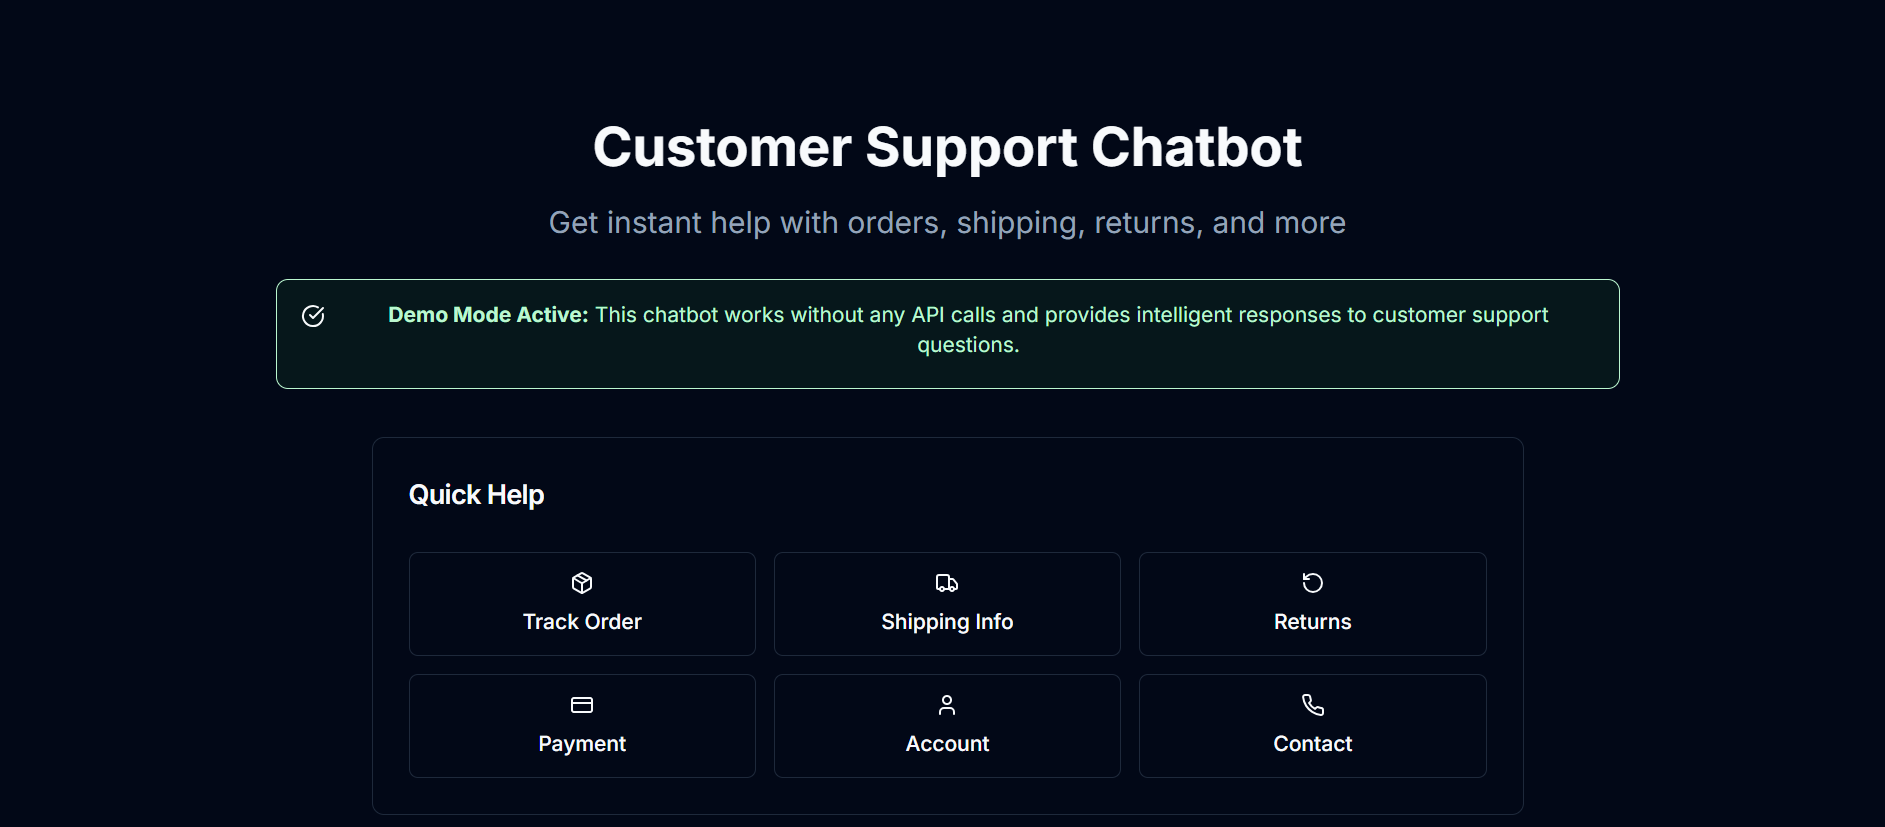 Customer Support Chatbot
Get instant help with orders, shipping, returns, and more
Demo Mode Active: This chatbot works without any API calls and provides intelligent responses to customer support
questions.
Quick Help
Track Order
Shipping Info
Returns
Payment
Account
Contact